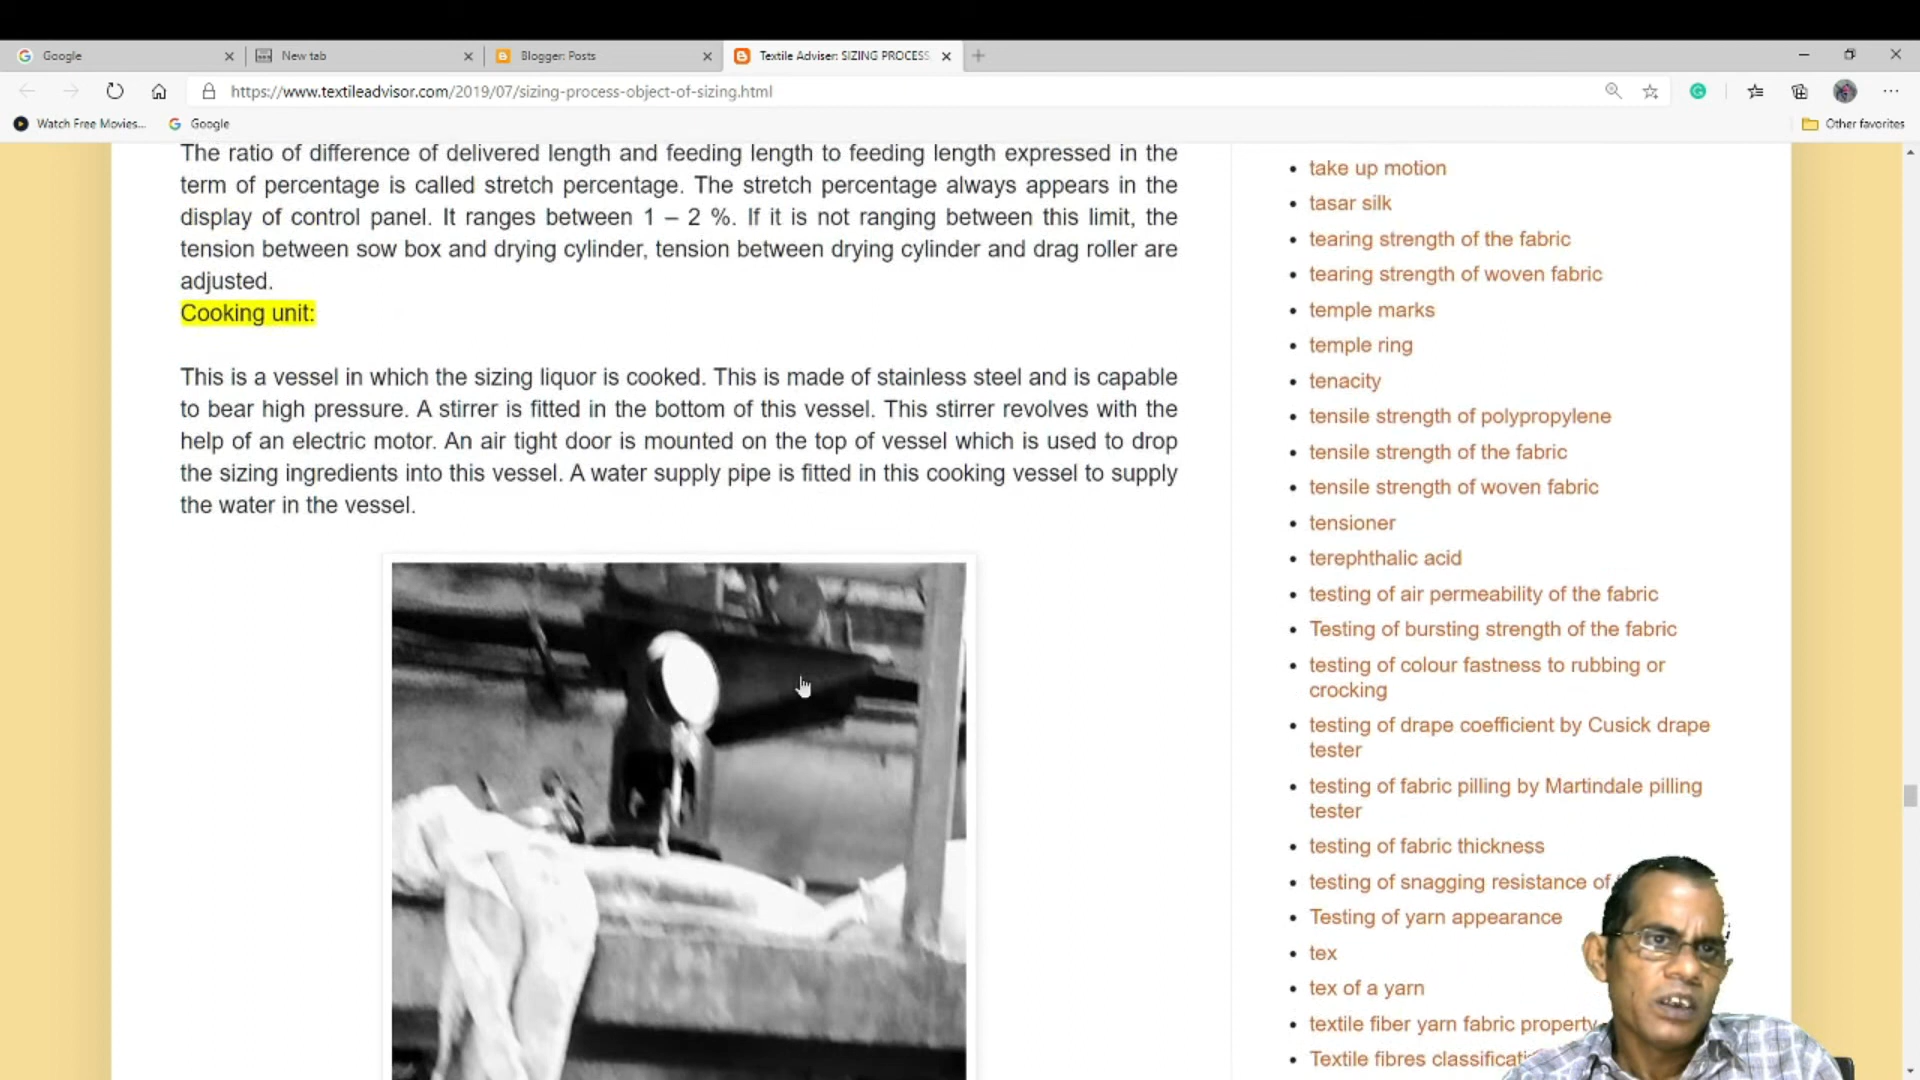 Google
New tab
Blogger: Posts
Textile Adviser: SIZING PROCESS
https://www.textileadvisor.com/2019/07/sizing-process-object-of-sizing.html
Watch Free Movies...
Google
Other favorites
The ratio of difference of delivered length and feeding length to feeding length expressed in the
term of percentage is called stretch percentage. The stretch percentage always appears in the
display of control panel. It ranges between 1 – 2 %. If it is not ranging between this limit, the
tension between sow box and drying cylinder, tension between drying cylinder and drag roller are
adjusted.
Cooking unit:
This is a vessel in which the sizing liquor is cooked. This is made of stainless steel and is capable
to bear high pressure. A stirrer is fitted in the bottom of this vessel. This stirrer revolves with the
help of an electric motor. An air tight door is mounted on the top of vessel which is used to drop
the sizing ingredients into this vessel. A water supply pipe is fitted in this cooking vessel to supply
the water in the vessel.
take up motion
tasar silk
tearing strength of the fabric
tearing strength of woven fabric
temple marks
temple ring
tenacity
tensile strength of polypropylene
tensile strength of the fabric
tensile strength of woven fabric
tensioner
terephthalic acid
testing of air permeability of the fabric
Testing of bursting strength of the fabric
testing of colour fastness to rubbing or
crocking
testing of drape coefficient by Cusick drape
tester
testing of fabric pilling by Martindale pilling
tester
testing of fabric thickness
testing of snagging resistance of
Testing of yarn appearance
tex
tex of a yarn
textile fiber yarn fabric property
Textile fibres classificati